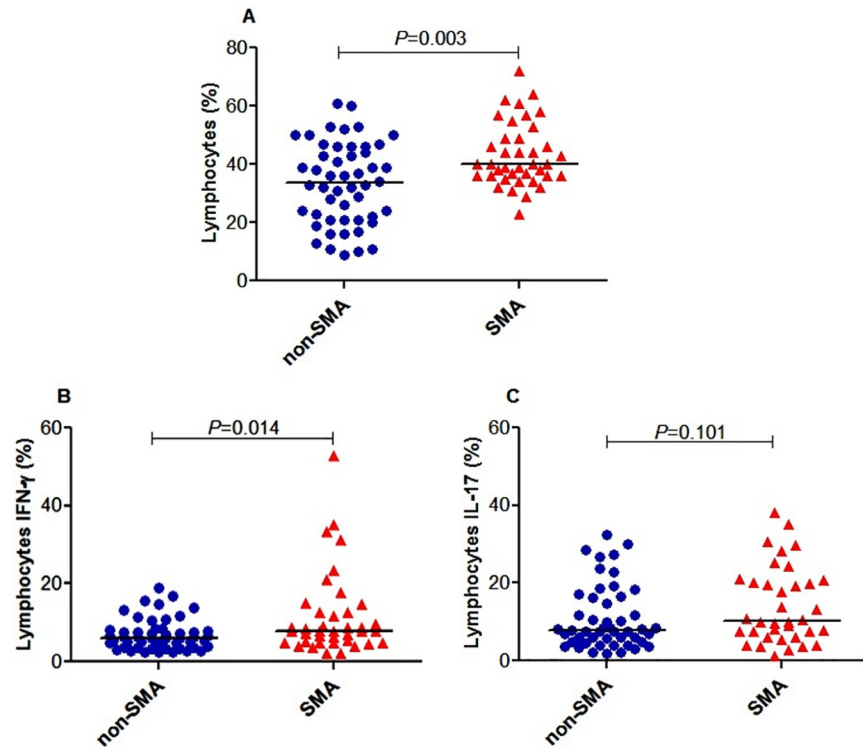 A
P=0.003
Lymphocytes (%)
80
60
40
20
0
non-SMA
SMA
B
P=0.014
Lymphocytes IFN-γ (%)
60
40
20
0
non-SMA
SMA
C
P=0.101
Lymphocytes IL-17 (%)
60
40
20
0
non-SMA
SMA